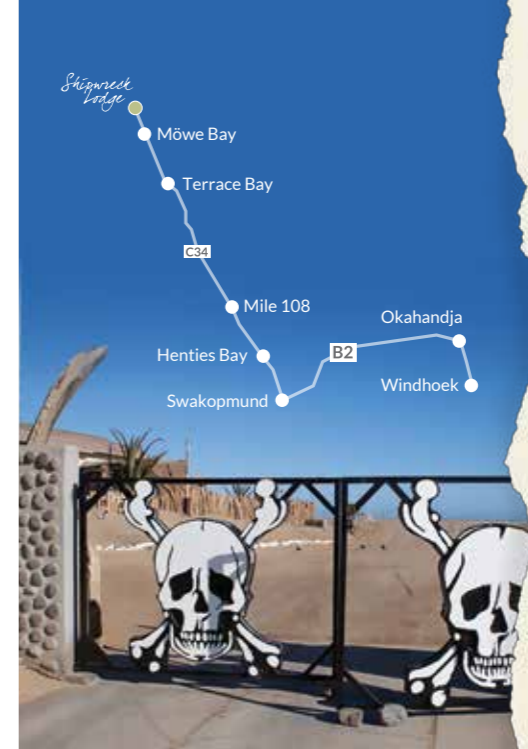 Shipwreck
Lodge
Möwe Bay
Terrace Bay
C34
Mile 108
Okahandja
Henties Bay
B2
Windhoek
Swakopmund